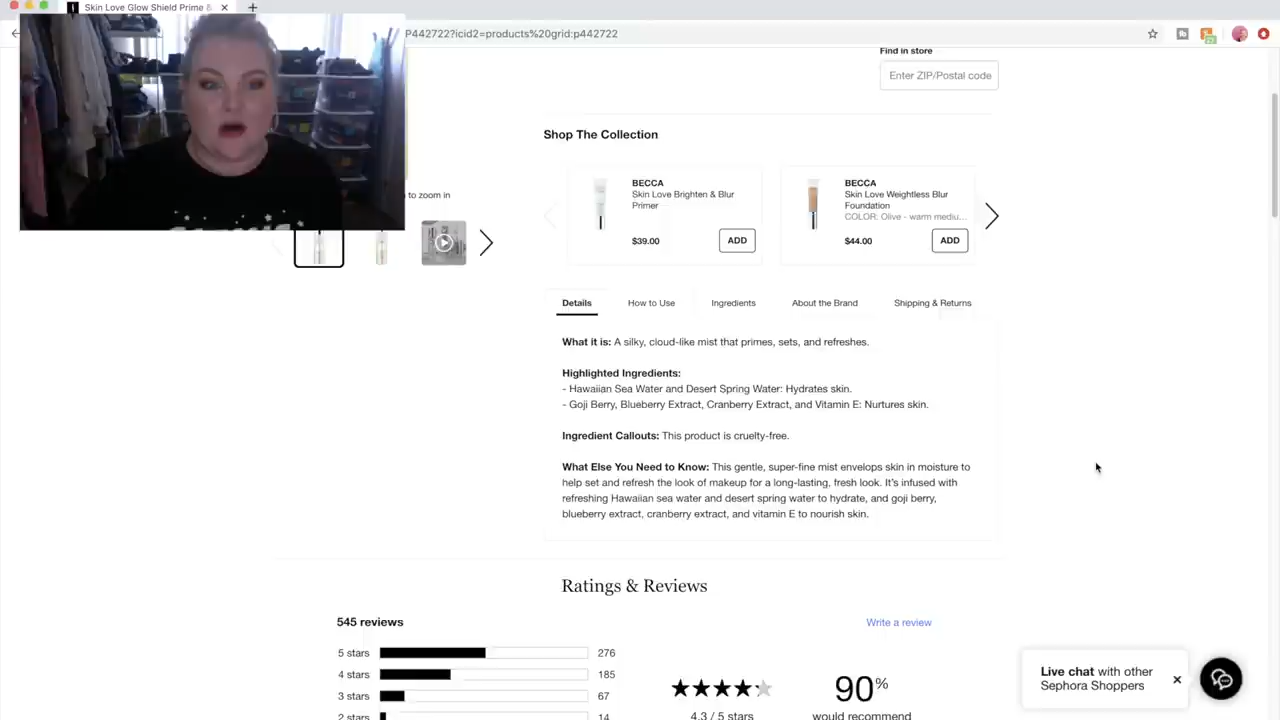 Skin Love Glow Shield Prime &
P442722?icid2=products%20grid:p442722
Find in store
Enter ZIP/Postal code
Shop The Collection
to zoom in
BECCA
Skin Love Brighten & Blur
Primer
$39.00
ADD
BECCA
Skin Love Weightless Blur
Foundation
COLOR: Olive - warm mediu...
$44.00
ADD
Details
How to Use
Ingredients
About the Brand
Shipping & Returns
What it is: A silky, cloud-like mist that primes, sets, and refreshes.
Highlighted Ingredients:
- Hawaiian Sea Water and Desert Spring Water: Hydrates skin.
- Goji Berry, Blueberry Extract, Cranberry Extract, and Vitamin E: Nurtures skin.
Ingredient Callouts: This product is cruelty-free.
What Else You Need to Know: This gentle, super-fine mist envelops skin in moisture to
help set and refresh the look of makeup for a long-lasting, fresh look. It's infused with
refreshing Hawaiian sea water and desert spring water to hydrate, and goji berry,
blueberry extract, cranberry extract, and vitamin E to nourish skin.
Ratings & Reviews
545 reviews
Write a review
5 stars 276
4 stars 185
3 stars 67
2 stars 14
4.3 / 5 stars
90%
would recommend
Live chat with other
Sephora Shoppers